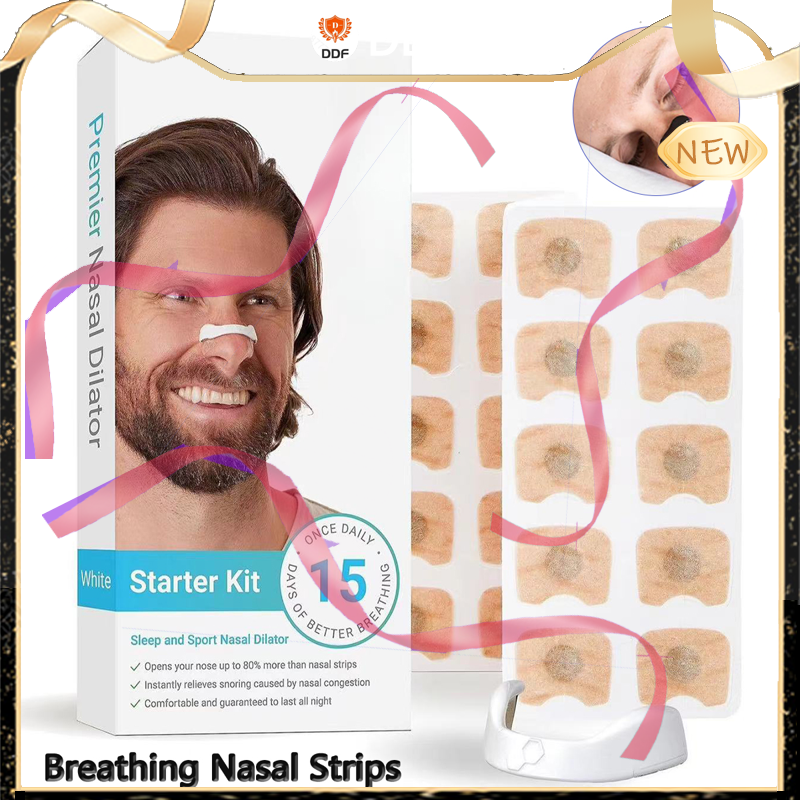 DDF
NEW
Premier Nasal Dilator
ONCE DAILY
15
DAYS OF BETTER BREATHING
White
Starter Kit
Sleep and Sport Nasal Dilator
Opens your nose up to 80% more than nasal strips
Instantly relieves snoring caused by nasal congestion
Comfortable and guaranteed to last all night
Breathing Nasal Strips